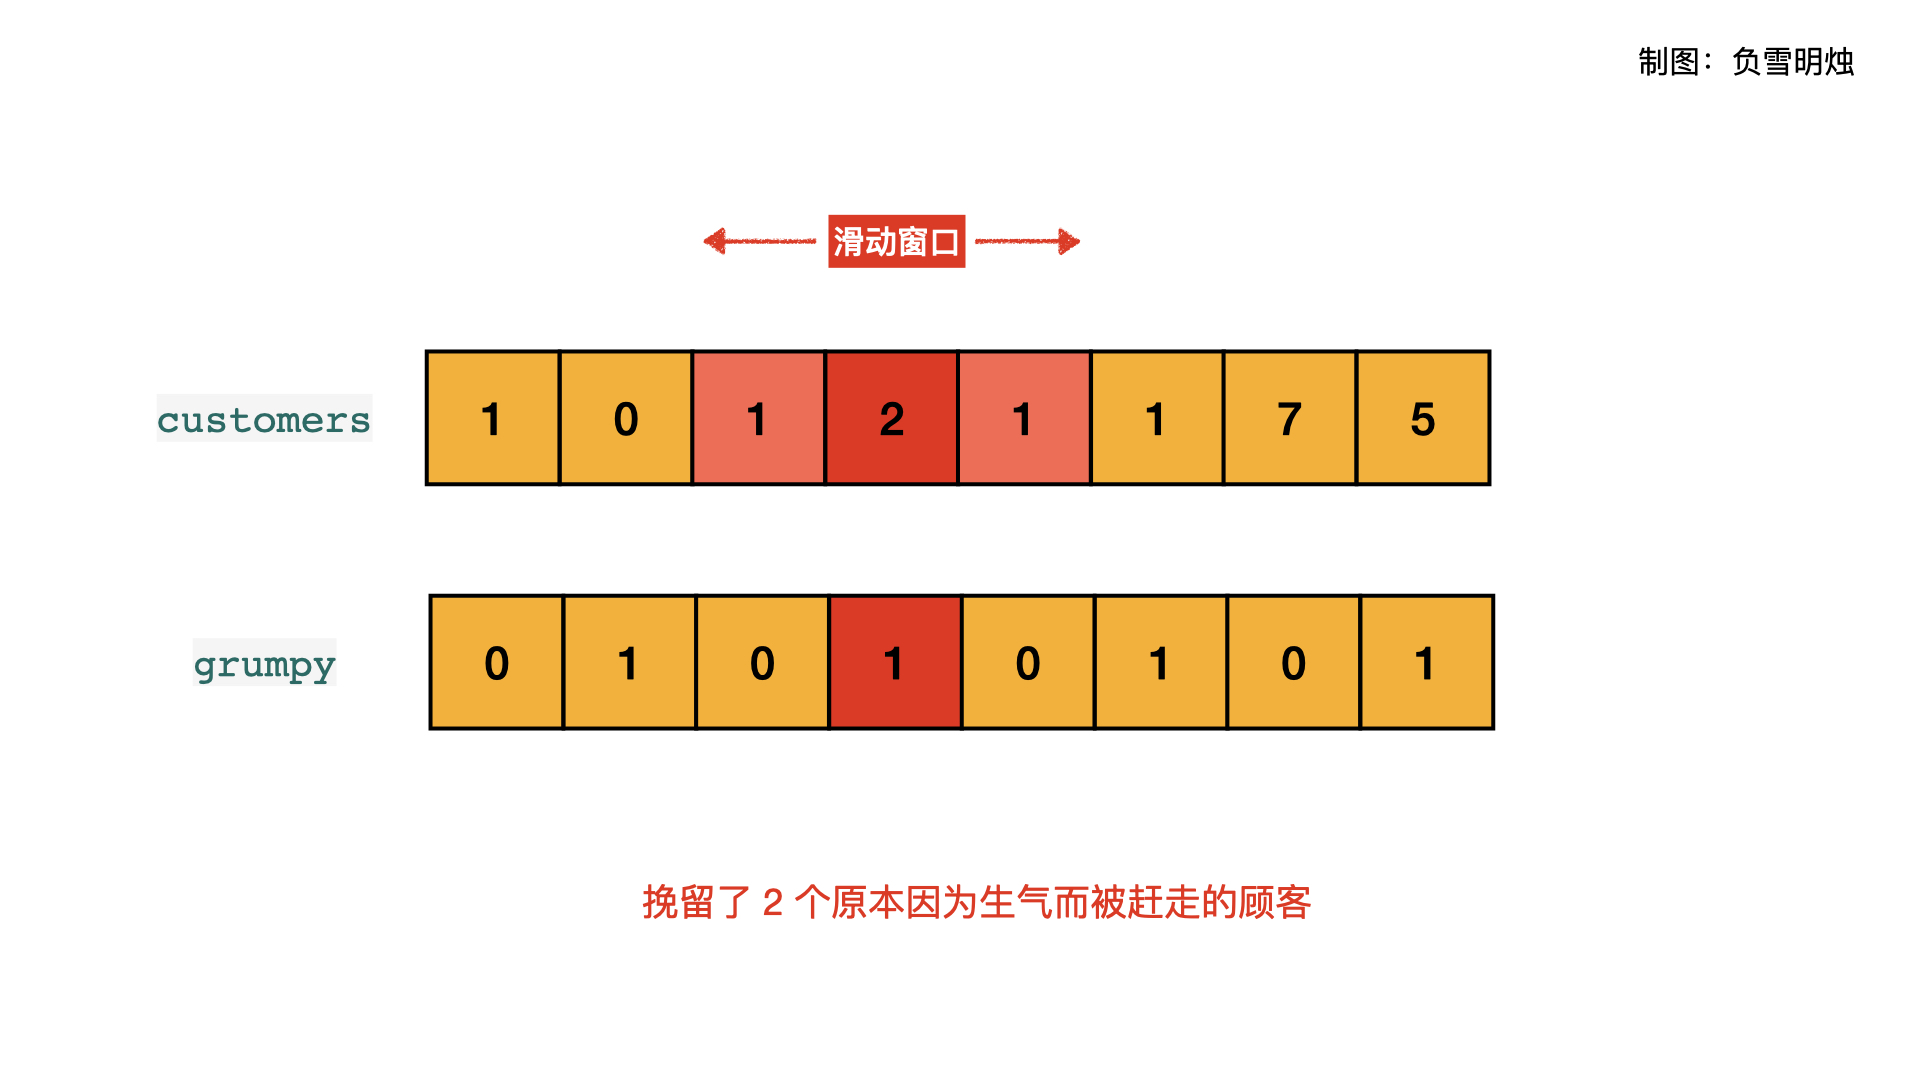 制图：负雪明烛
滑动窗口
customers 1 0 1 2 1 1 7 5
grumpy 0 1 0 1 0 1 0 1
挽留了 2 个原本因为生气而被赶走的顾客